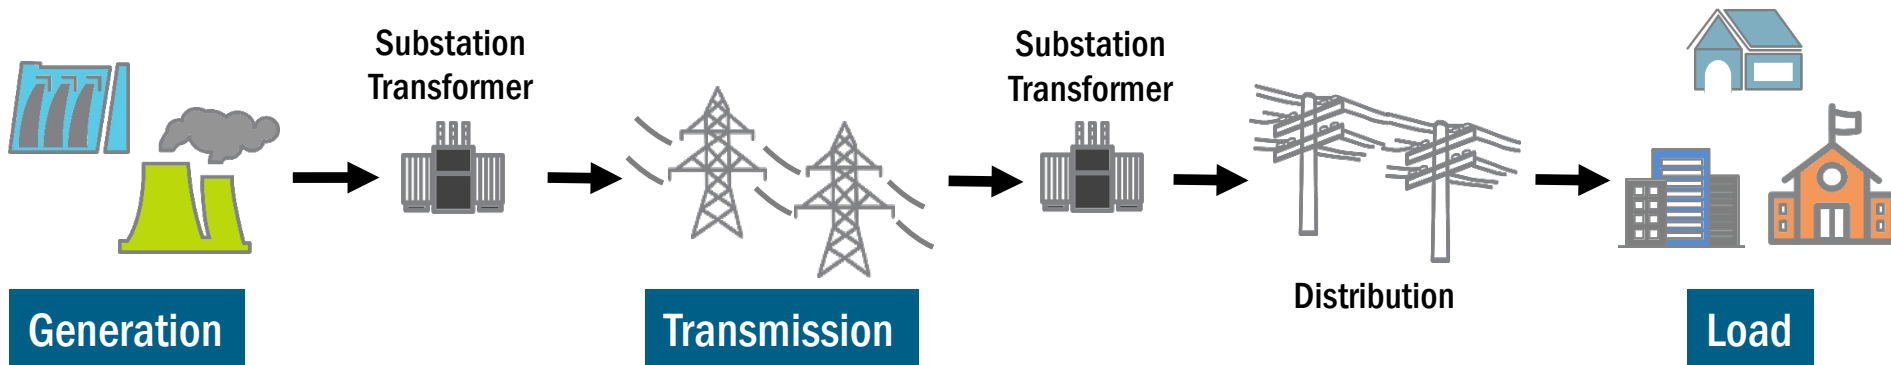 Substation
Transformer
Substation
Transformer
Generation
Transmission
Distribution
Load